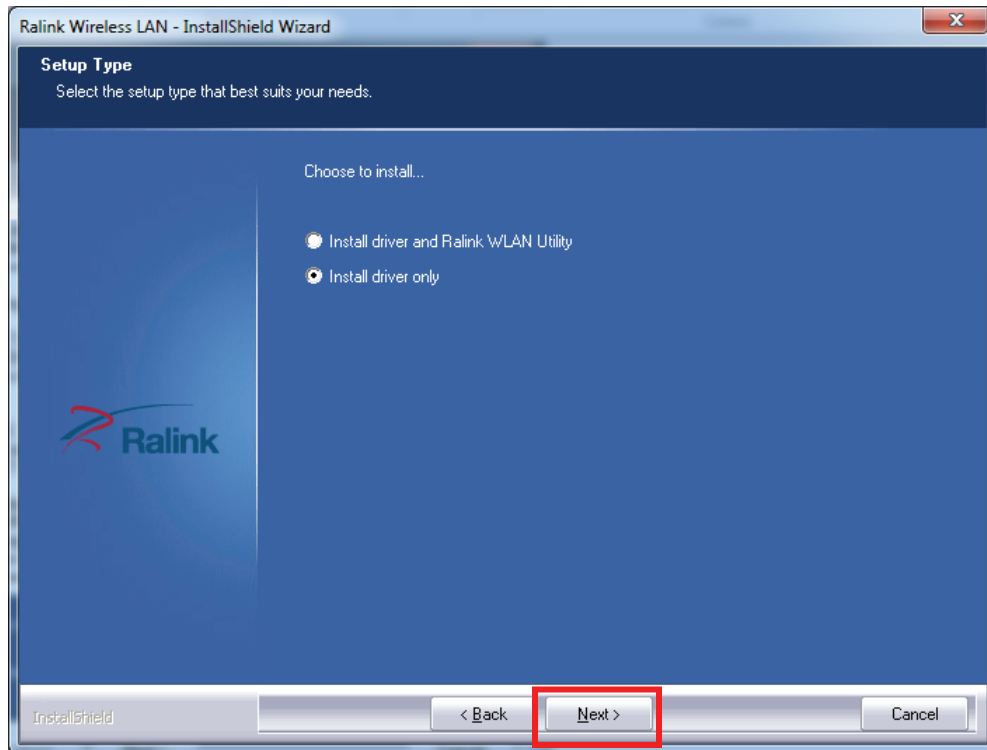 Ralink Wireless LAN - InstallShield Wizard
Setup Type
Select the setup type that best suits your needs.
Choose to install...
Install driver and Ralink WLAN Utility
Install driver only
Ralink
InstallShield
< Back
Next >
Cancel